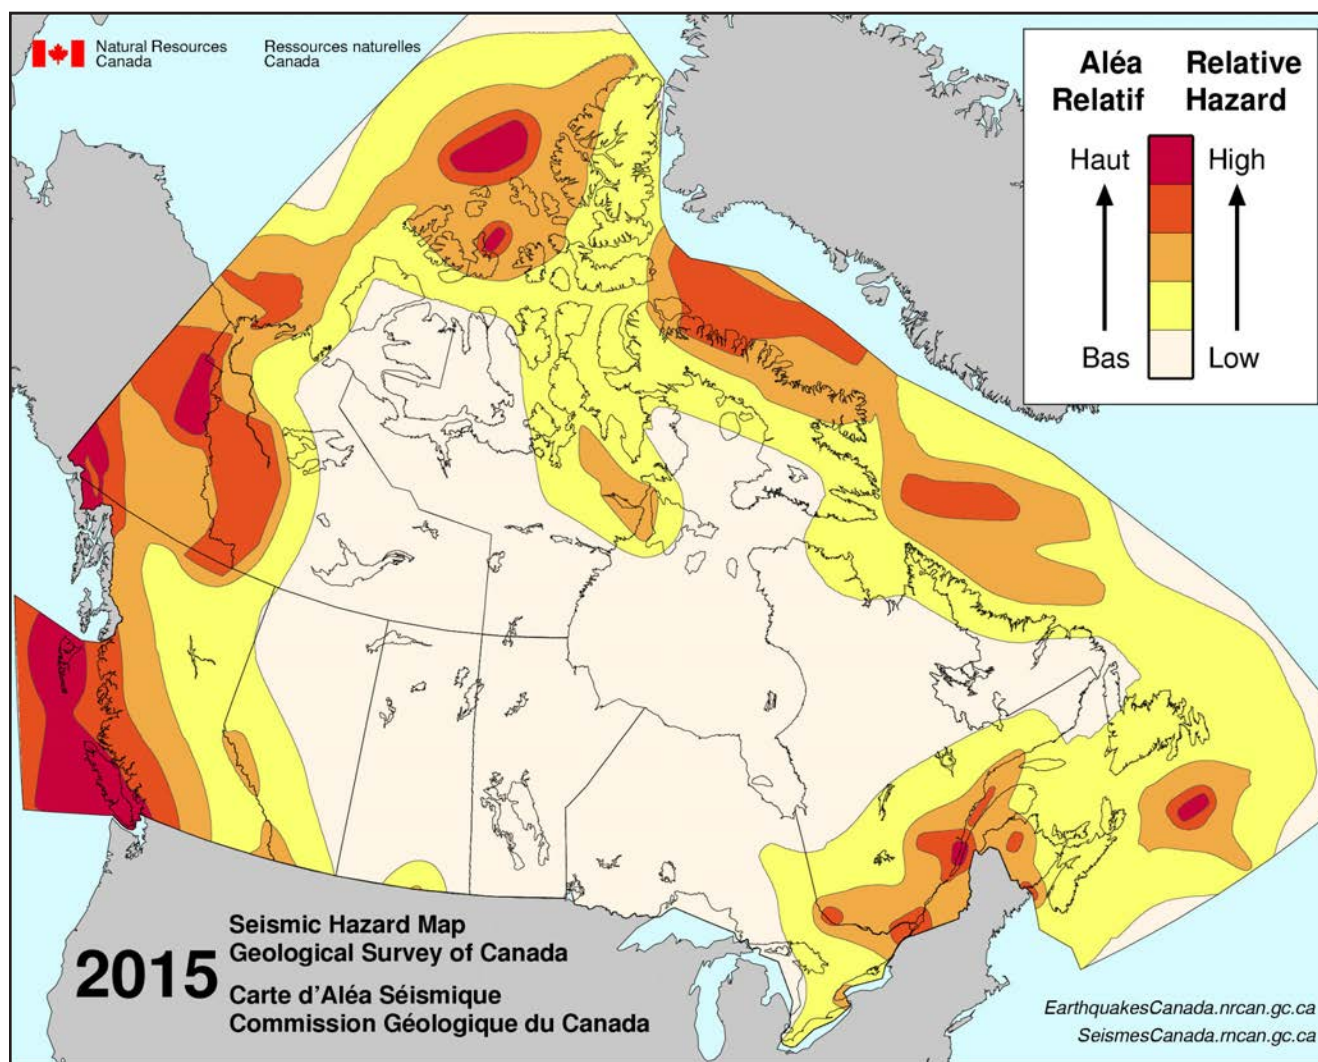 Natural Resources
Canada
Ressources naturelles
Canada
Aléa
Relatif
Relative
Hazard
Haut
High
Bas
Low
2015
Seismic Hazard Map
Geological Survey of Canada
Carte d'Aléa Séismique
Commission Géologique du Canada
EarthquakesCanada.nrcan.gc.ca
SeismesCanada.rncan.gc.ca